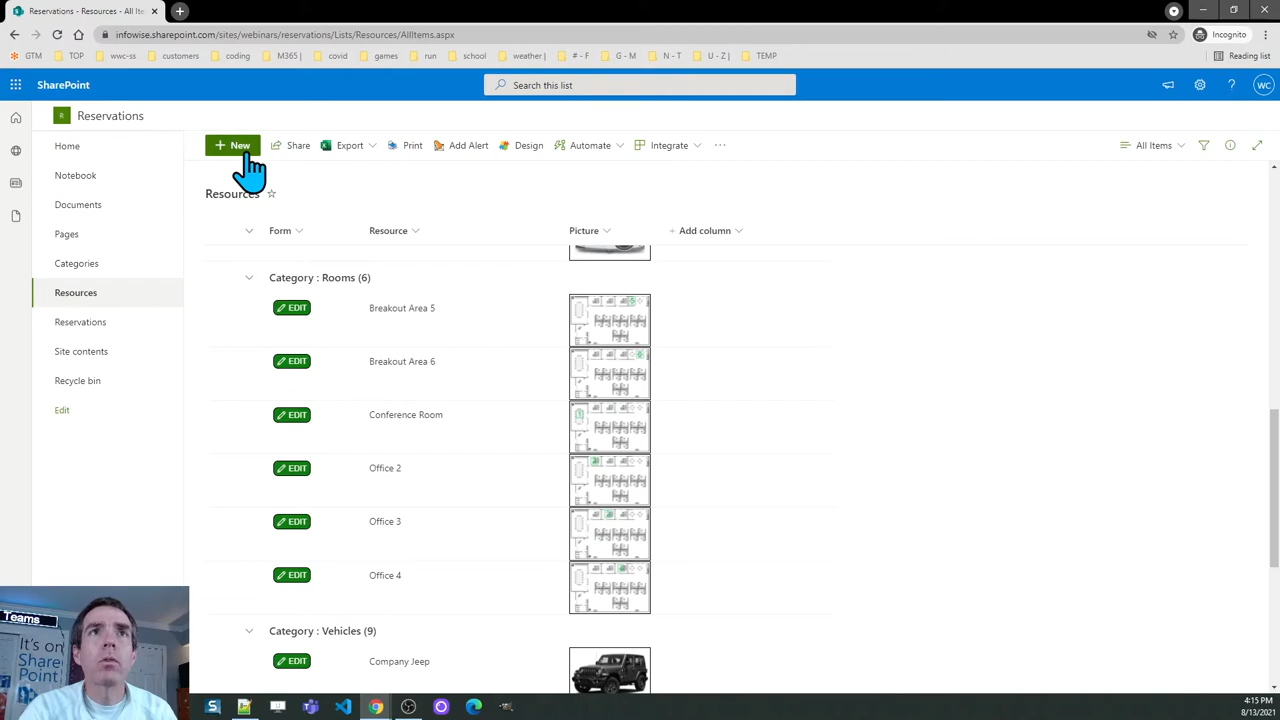 Reservations - Resources - All Ite
infowise.sharepoint.com/sites/webinars/reservations/Lists/Resources/AllItems.aspx
Incognito
GTM wwc-ss customers coding M365 | covid games run school weather | # - F G - M N - T U - Z | TEMP Reading list
SharePoint
Search this list
WC
R Reservations
Home
Notebook
Documents
Pages
Categories
Resources
Reservations
Site contents
Recycle bin
Edit
+ New Share Export Print Add Alert Design Automate Integrate ··· All Items
Resources
Form Resource Picture + Add column
Category : Rooms (6)
EDIT Breakout Area 5
EDIT Breakout Area 6
EDIT Conference Room
EDIT Office 2
EDIT Office 3
EDIT Office 4
Category : Vehicles (9)
EDIT Company Jeep
Teams
It's on
Share
Point!
4:15 PM
8/13/2021